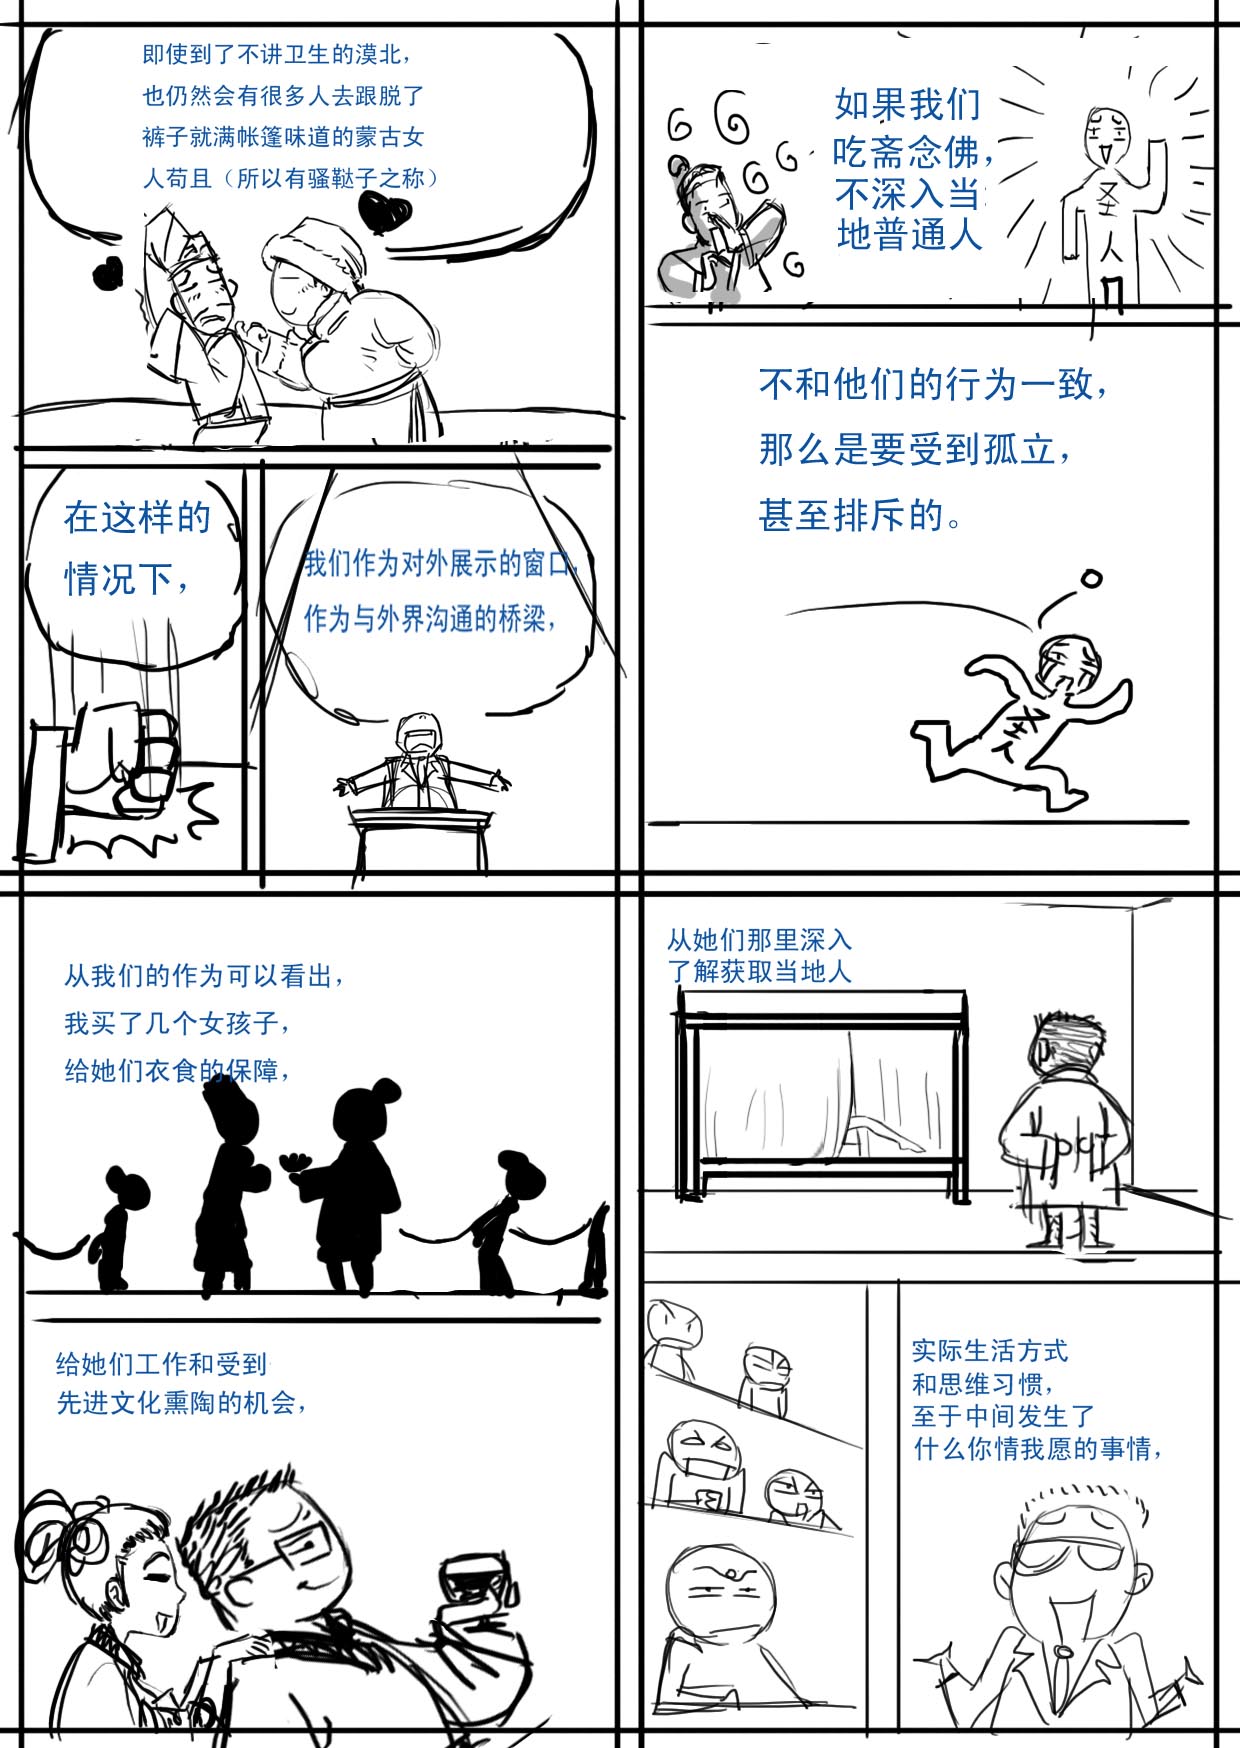 即使到了不讲卫生的漠北，
也仍然会有很多人去跟脱了
裤子就满帐篷味道的蒙古女
人苟且（所以有骚鞑子之称）
在这样的
情况下，
我们作为对外展示的窗口，
作为与外界沟通的桥梁，
如果我们
吃斋念佛，
不深入当
地普通人
圣
人
不和他们的行为一致，
那么是要受到孤立，
甚至排斥的。
圣
人
从我们的作为可以看出，
我买了几个女孩子，
给她们衣食的保障，
给她们工作和受到
先进文化熏陶的机会，
从她们那里深入
了解获取当地人
实际生活方式
和思维习惯，
至于中间发生了
什么你情我愿的事情，